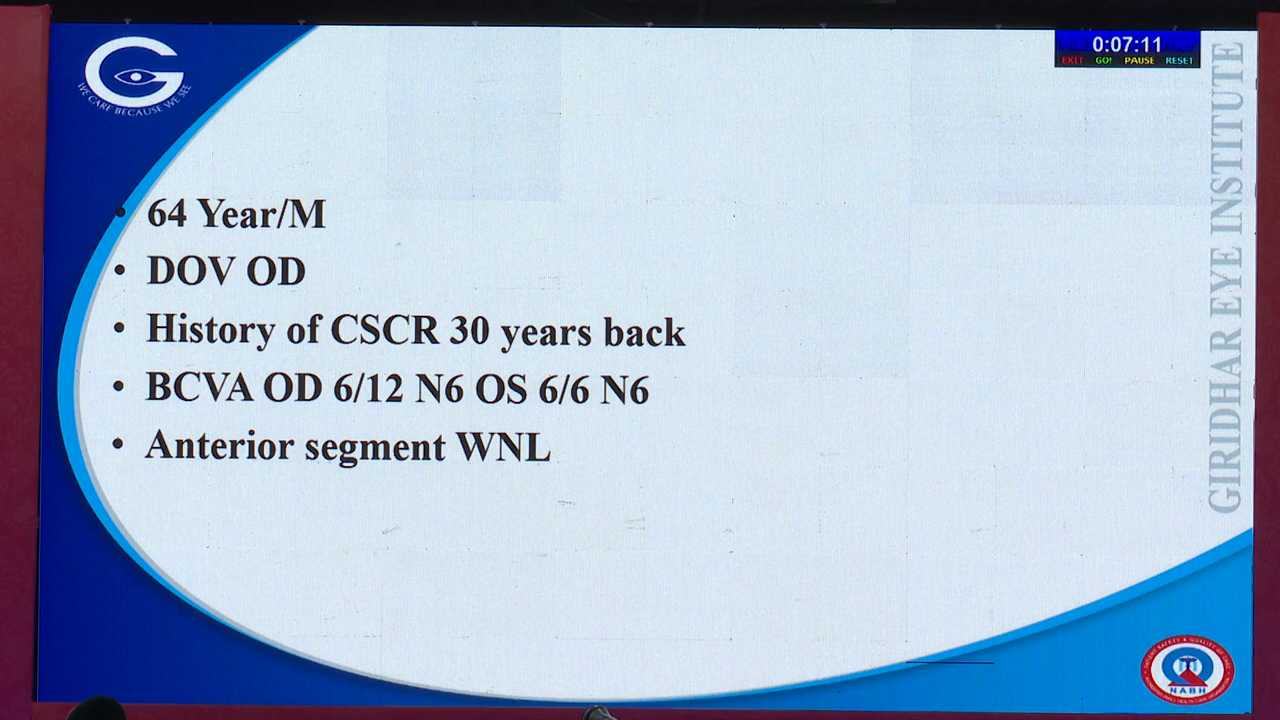 WE CARE BECAUSE WE SEE
0:07:11
EXIT GO! PAUSE RESET
GIRIDHAR EYE INSTITUTE
• 64 Year/M
• DOV OD
• History of CSCR 30 years back
• BCVA OD 6/12 N6 OS 6/6 N6
• Anterior segment WNL
NABH